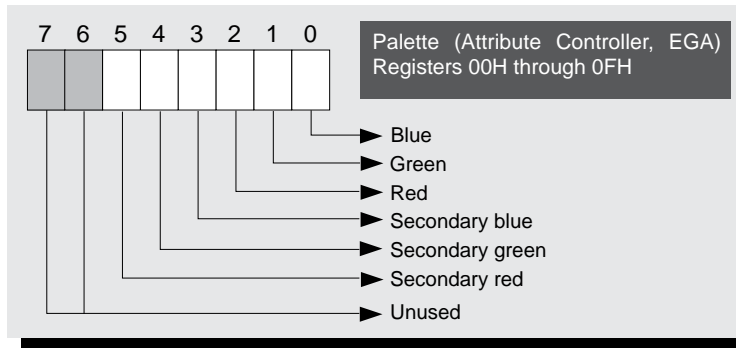 7 6 5 4 3 2 1 0
Palette (Attribute Controller, EGA)
Registers 00H through 0FH
Blue
Green
Red
Secondary blue
Secondary green
Secondary red
Unused